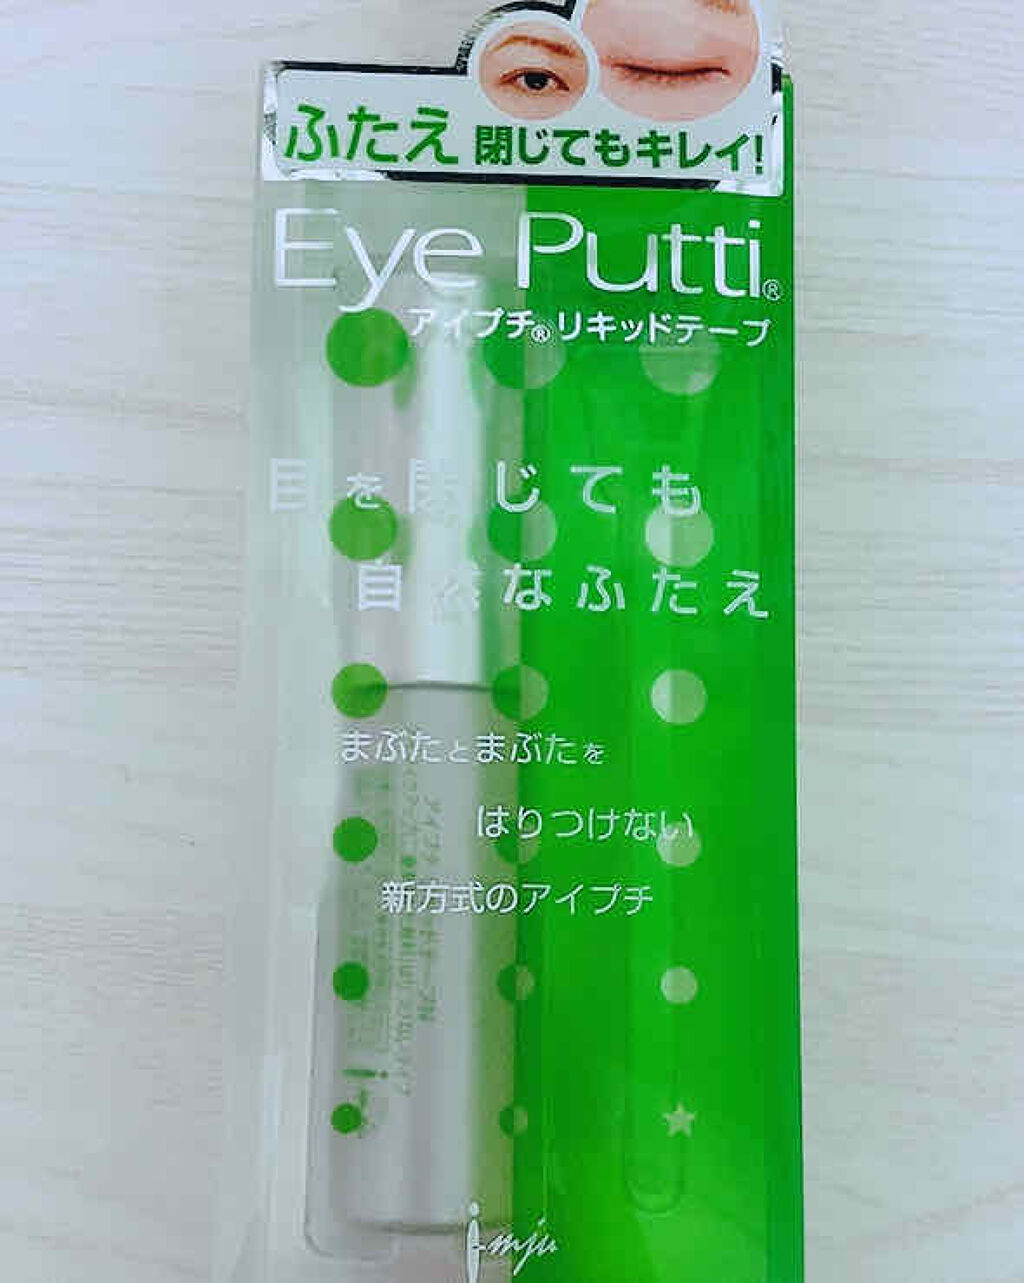 ふたえ 閉じてもキレイ!
Eye Putti®
アイプチ®リキッドテープ
目を閉じても
自然なふたえ
まぶたとまぶたを
はりつけない
新方式のアイプチ
i-mju